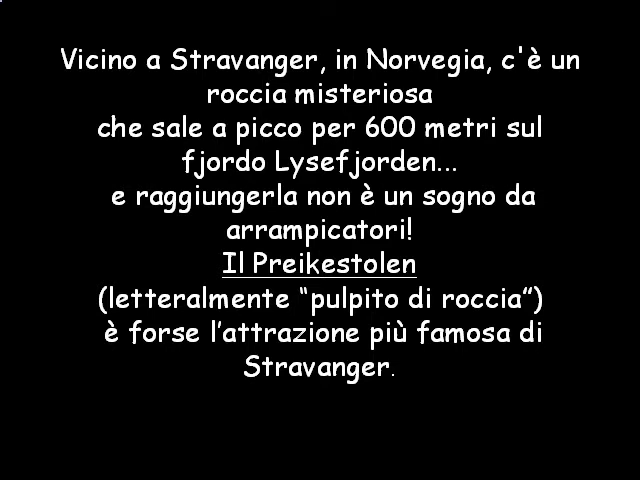 Vicino a Stravanger, in Norvegia, c'è un
roccia misteriosa
che sale a picco per 600 metri sul
fjordo Lysefjorden...
e raggiungerla non è un sogno da
arrampicatori!
Il Preikestolen
(letteralmente “pulpito di roccia”)
è forse l’attrazione più famosa di
Stravanger.